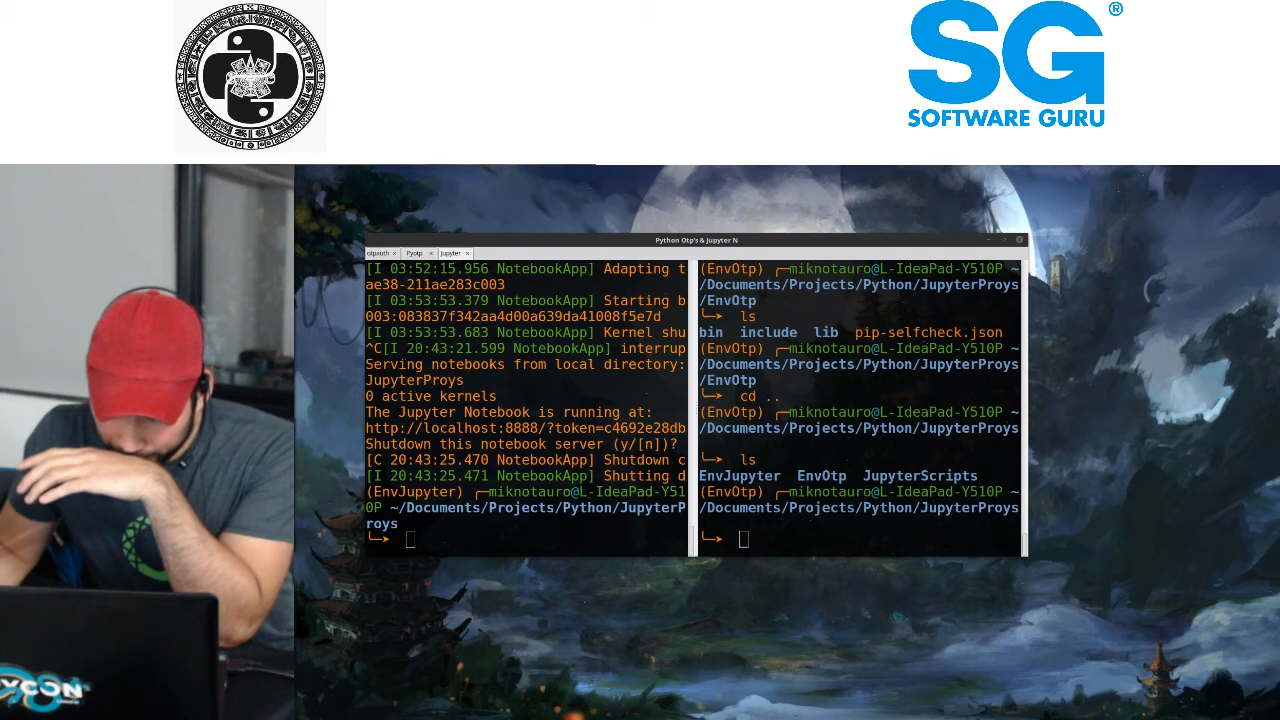 SG®
SOFTWARE GURU
Python Otp's & Jupyter N
otpauth × Pyotp × Jupyter ×
[I 03:52:15.956 NotebookApp] Adapting t
ae38-211ae283c003
[I 03:53:53.379 NotebookApp] Starting b
003:083837f342aa4d00a639da41008f5e7d
[I 03:53:53.683 NotebookApp] Kernel shu
^C[I 20:43:21.599 NotebookApp] interrup
Serving notebooks from local directory:
JupyterProys
0 active kernels
The Jupyter Notebook is running at:
http://localhost:8888/?token=c4692e28db
Shutdown this notebook server (y/[n])?
[C 20:43:25.470 NotebookApp] Shutdown c
[I 20:43:25.471 NotebookApp] Shutting d
(EnvJupyter) ╭─miknotauro@L-IdeaPad-Y51
0P ~/Documents/Projects/Python/JupyterP
roys
╰─➤
(EnvOtp) ╭─miknotauro@L-IdeaPad-Y510P ~
/Documents/Projects/Python/JupyterProys
/EnvOtp
╰─➤ ls
bin include lib pip-selfcheck.json
(EnvOtp) ╭─miknotauro@L-IdeaPad-Y510P ~
/Documents/Projects/Python/JupyterProys
/EnvOtp
╰─➤ cd ..
(EnvOtp) ╭─miknotauro@L-IdeaPad-Y510P ~
/Documents/Projects/Python/JupyterProys
╰─➤ ls
EnvJupyter EnvOtp JupyterScripts
(EnvOtp) ╭─miknotauro@L-IdeaPad-Y510P ~
/Documents/Projects/Python/JupyterProys
╰─➤
YCON